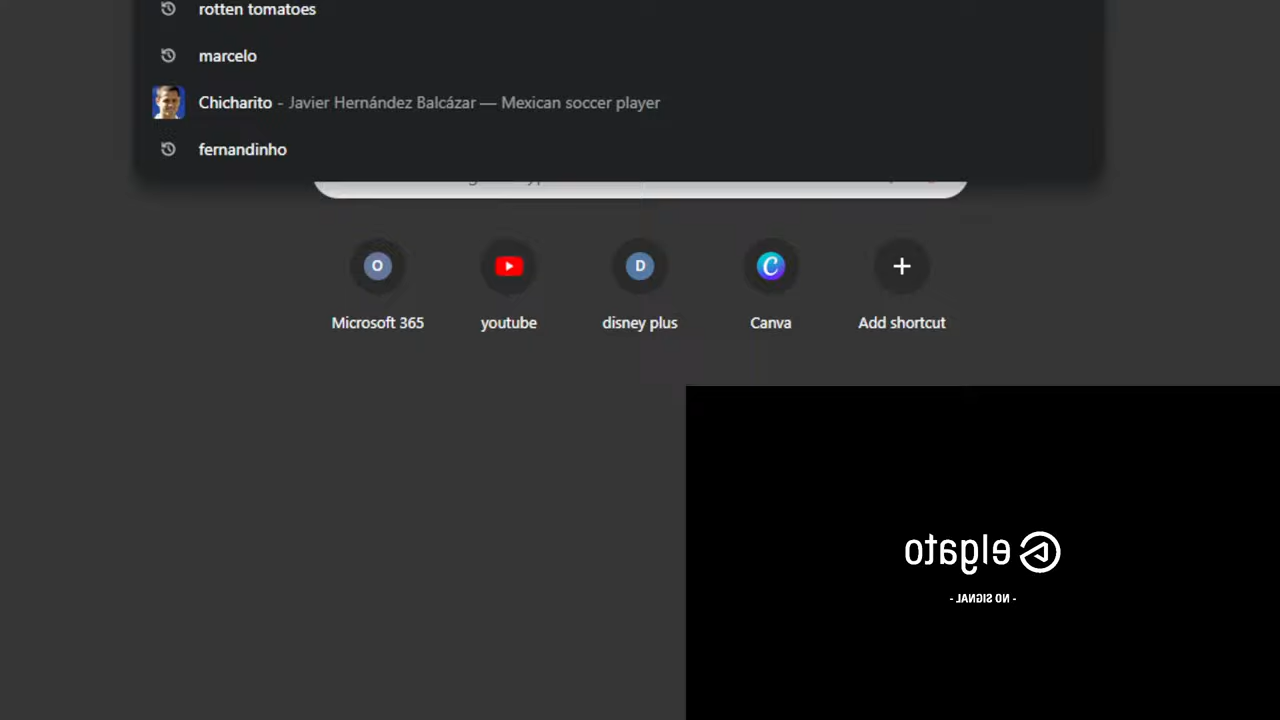 rotten tomatoes
marcelo
Chicharito - Javier Hernández Balcázar — Mexican soccer player
fernandinho
O
D
Microsoft 365
youtube
disney plus
Canva
Add shortcut
elgato
- NO SIGNAL -